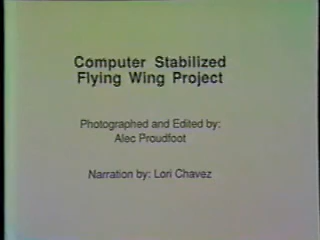 Computer Stabilized
Flying Wing Project
Photographed and Edited by:
Alec Proudfoot
Narration by: Lori Chavez